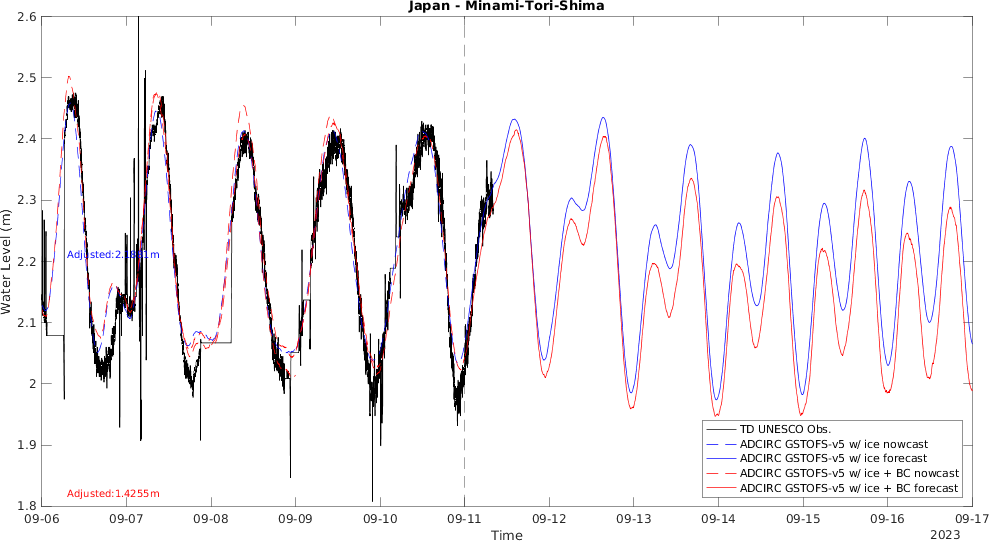 Japan - Minami-Tori-Shima
Water Level (m)
2.6
2.5
2.4
2.3
2.2
2.1
2
1.9
1.8
Adjusted:1.4255m
TD UNESCO Obs.
ADCIRC GSTOFS-v5 w/ ice nowcast
ADCIRC GSTOFS-v5 w/ ice forecast
ADCIRC GSTOFS-v5 w/ ice + BC nowcast
ADCIRC GSTOFS-v5 w/ ice + BC forecast
09-06 09-07 09-08 09-09 09-10 09-11 09-12 09-13 09-14 09-15 09-16 09-17
Time
2023